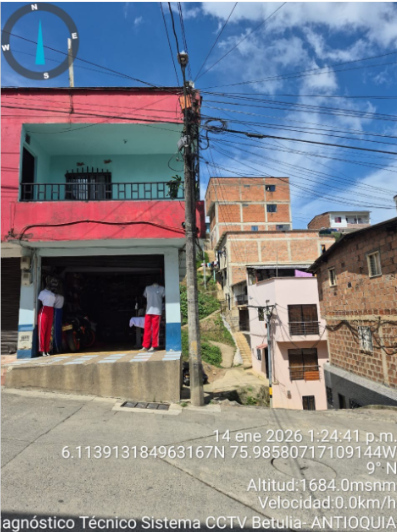 N
W E
S
14 ene 2026 1:24:41 p.m.
6.113913184963167N 75.98580717109144W
9° N
Altitud:1684.0msnm
Velocidad:0.0km/h
agnóstico Técnico Sistema CCTV Betulia- ANTIOQUIA